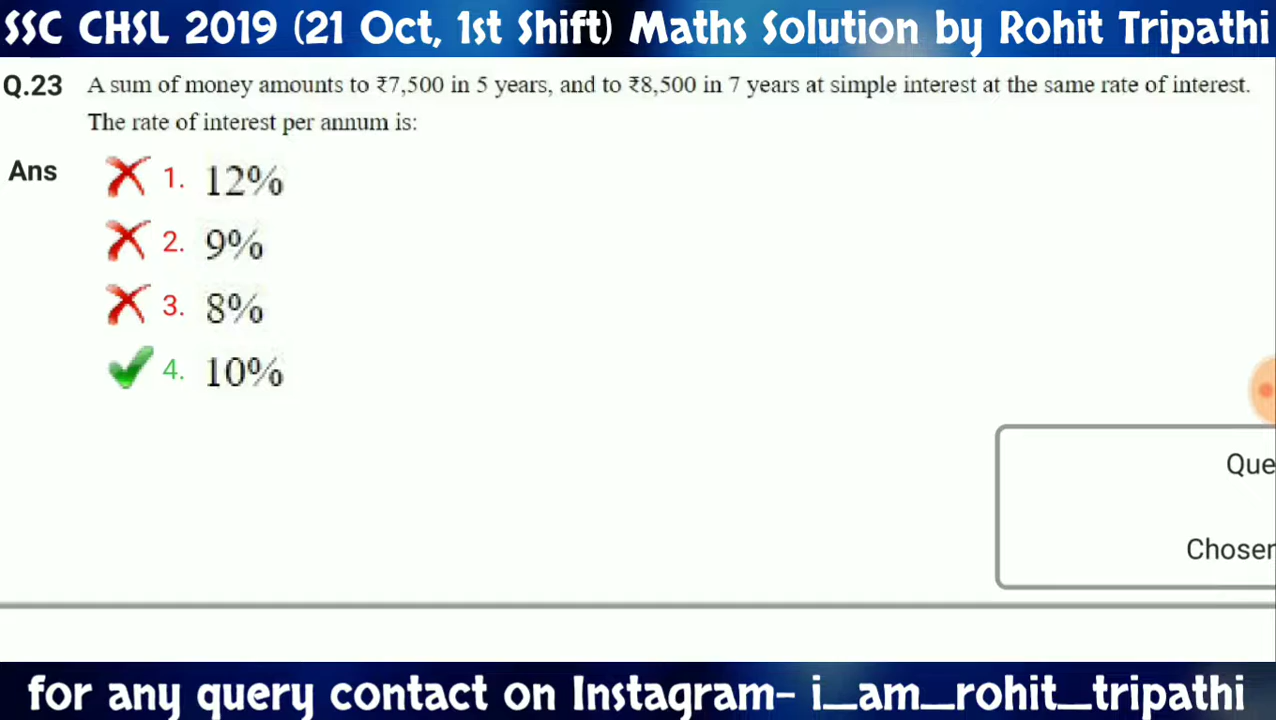 SSC CHSL 2019 (21 Oct, 1st Shift) Maths Solution by Rohit Tripathi
Q.23 A sum of money amounts to ₹7,500 in 5 years, and to ₹8,500 in 7 years at simple interest at the same rate of interest.
The rate of interest per annum is:
Ans 1. 12%
2. 9%
3. 8%
4. 10%
Que
Chosen
for any query contact on Instagram- i_am_rohit_tripathi